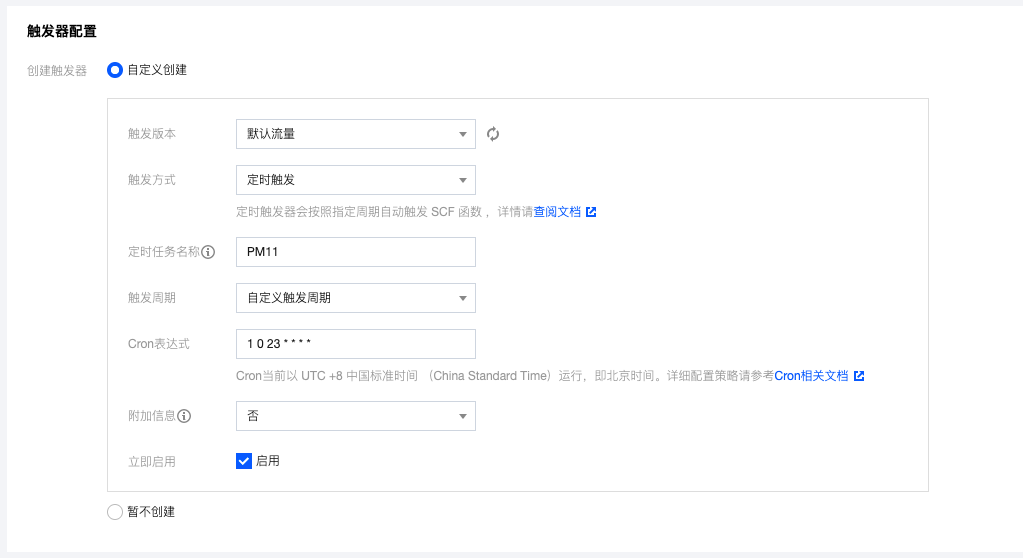 触发器配置
创建触发器 自定义创建
触发版本 默认流量
触发方式 定时触发
定时触发器会按照指定周期自动触发 SCF 函数 ，详情请查阅文档
定时任务名称 PM11
触发周期 自定义触发周期
Cron表达式 1 0 23 * * * *
Cron当前以 UTC +8 中国标准时间 （China Standard Time）运行，即北京时间。详细配置策略请参考Cron相关文档
附加信息 否
立即启用 启用
暂不创建